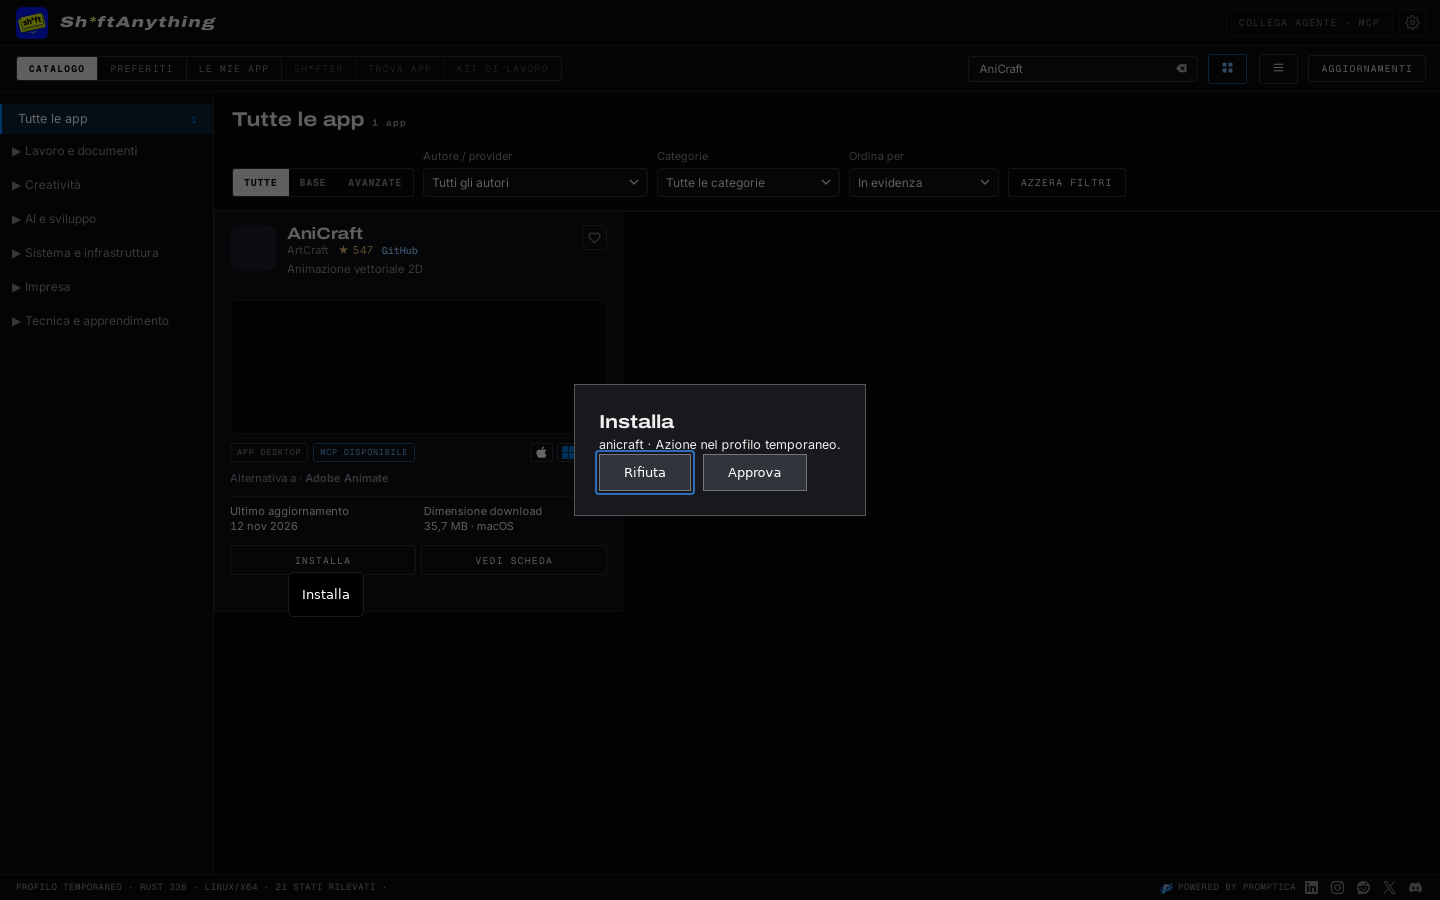 sh*ft
Sh*ftAnything
COLLEGA AGENTE · MCP
CATALOGO
PREFERITI
LE MIE APP
SH*FTER
TROVA APP
KIT DI LAVORO
AniCraft
AGGIORNAMENTI
Tutte le app 1
Lavoro e documenti
Creatività
AI e sviluppo
Sistema e infrastruttura
Impresa
Tecnica e apprendimento
Tutte le app 1 app
Autore / provider
Categorie
Ordina per
TUTTE
BASE
AVANZATE
Tutti gli autori
Tutte le categorie
In evidenza
AZZERA FILTRI
AniCraft
ArtCraft ★ 547 GitHub
Animazione vettoriale 2D
APP DESKTOP
MCP DISPONIBILE
Alternativa a · Adobe Animate
Ultimo aggiornamento
12 nov 2026
Dimensione download
35,7 MB · macOS
INSTALLA
VEDI SCHEDA
Installa
Installa
anicraft · Azione nel profilo temporaneo.
Rifiuta
Approva
PROFILO TEMPORANEO · RUST 336 · LINUX/X64 · 21 STATI RILEVATI ·
POWERED BY PROMPTICA